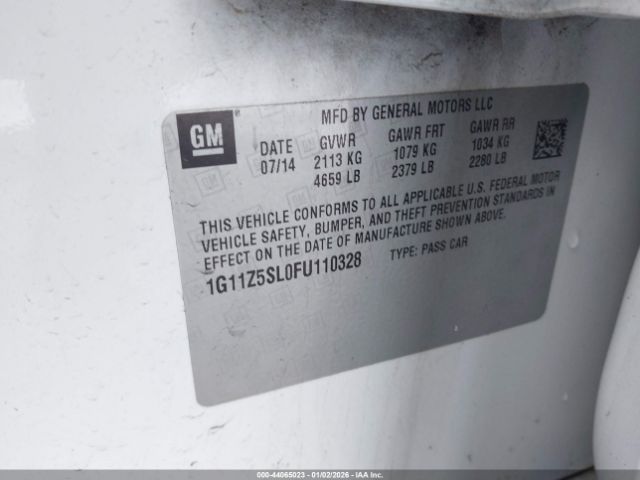 GM
MFD BY GENERAL MOTORS LLC
DATE GVWR GAWR FRT GAWR RR
07/14 2113 KG 1079 KG 1034 KG
4659 LB 2379 LB 2280 LB
THIS VEHICLE CONFORMS TO ALL APPLICABLE U.S. FEDERAL MOTOR
VEHICLE SAFETY, BUMPER, AND THEFT PREVENTION STANDARDS IN
EFFECT ON THE DATE OF MANUFACTURE SHOWN ABOVE.
1G11Z5SL0FU110328 TYPE: PASS CAR
000-44065023 - 01/02/2026 - IAA Inc.